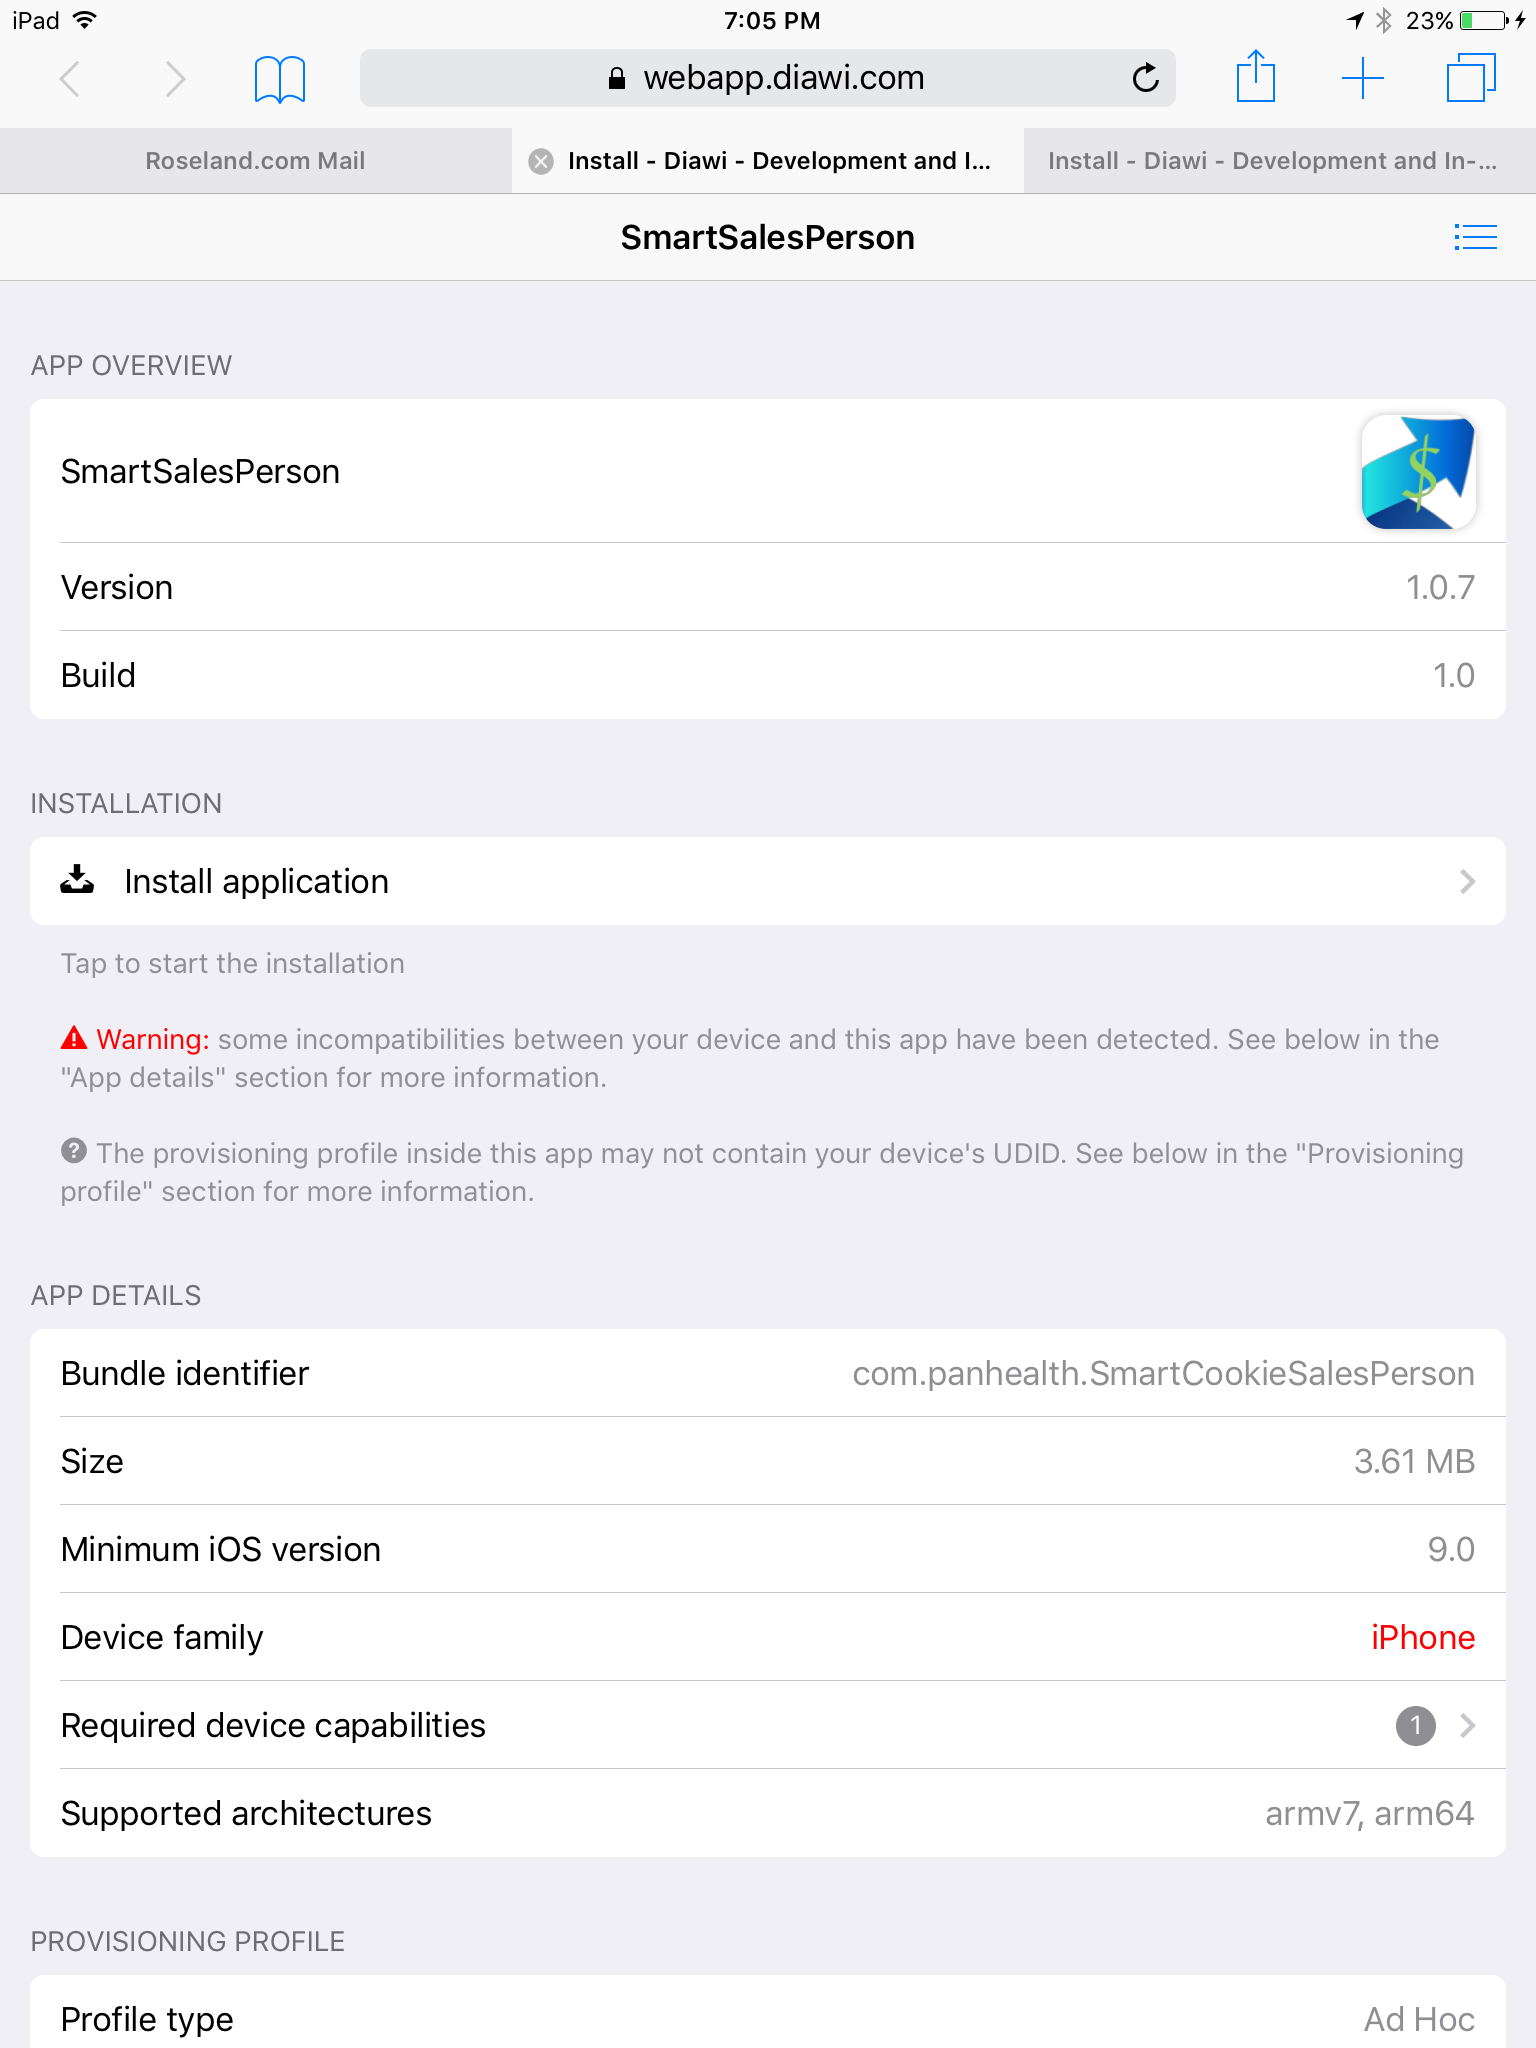 iPad 7:05 PM 23%
webapp.diawi.com
Roseland.com Mail Install - Diawi - Development and I... Install - Diawi - Development and In-...
SmartSalesPerson
APP OVERVIEW
SmartSalesPerson $
Version 1.0.7
Build 1.0
INSTALLATION
Install application
Tap to start the installation
Warning: some incompatibilities between your device and this app have been detected. See below in the
"App details" section for more information.
? The provisioning profile inside this app may not contain your device's UDID. See below in the "Provisioning
profile" section for more information.
APP DETAILS
Bundle identifier com.panhealth.SmartCookieSalesPerson
Size 3.61 MB
Minimum iOS version 9.0
Device family iPhone
Required device capabilities 1
Supported architectures armv7, arm64
PROVISIONING PROFILE
Profile type Ad Hoc